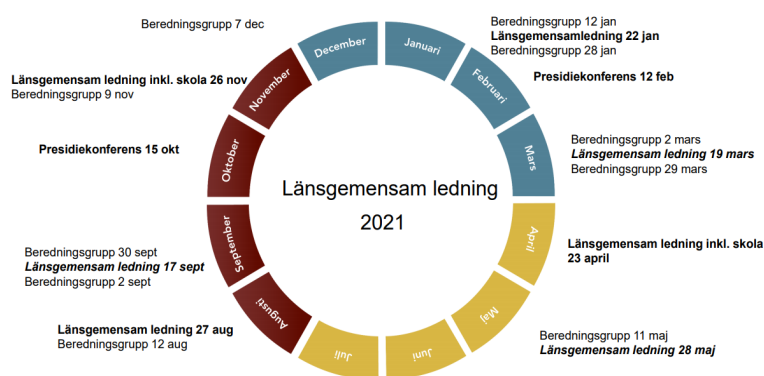 Beredningsgrupp 7 dec
Beredningsgrupp 12 jan
Länsgemensamledning 22 jan
Beredningsgrupp 28 jan
December
Januari
Länsgemensam ledning inkl. skola 26 nov
Beredningsgrupp 9 nov
November
Februari
Presidiekonferens 12 feb
Presidiekonferens 15 okt
Oktober
Mars
Beredningsgrupp 2 mars
Länsgemensam ledning 19 mars
Beredningsgrupp 29 mars
Länsgemensam ledning
2021
Beredningsgrupp 30 sept
Länsgemensam ledning 17 sept
Beredningsgrupp 2 sept
September
April
Länsgemensam ledning inkl. skola
23 april
Länsgemensam ledning 27 aug
Beredningsgrupp 12 aug
Augusti
Maj
Beredningsgrupp 11 maj
Länsgemensam ledning 28 maj
Juli
Juni